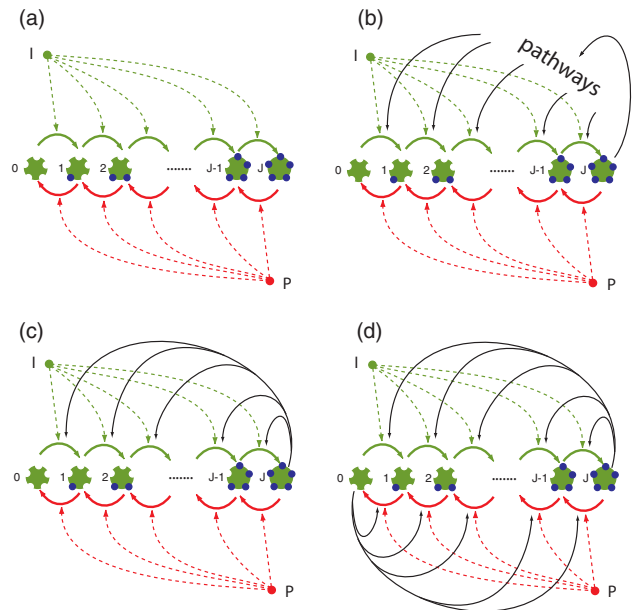 (a)
I
0 1 2 ...... J-1 J
P
(b)
I
pathways
0 1 2 ...... J-1 J
P
(c)
I
0 1 2 ...... J-1 J
P
(d)
I
0 1 2 ...... J-1 J
P